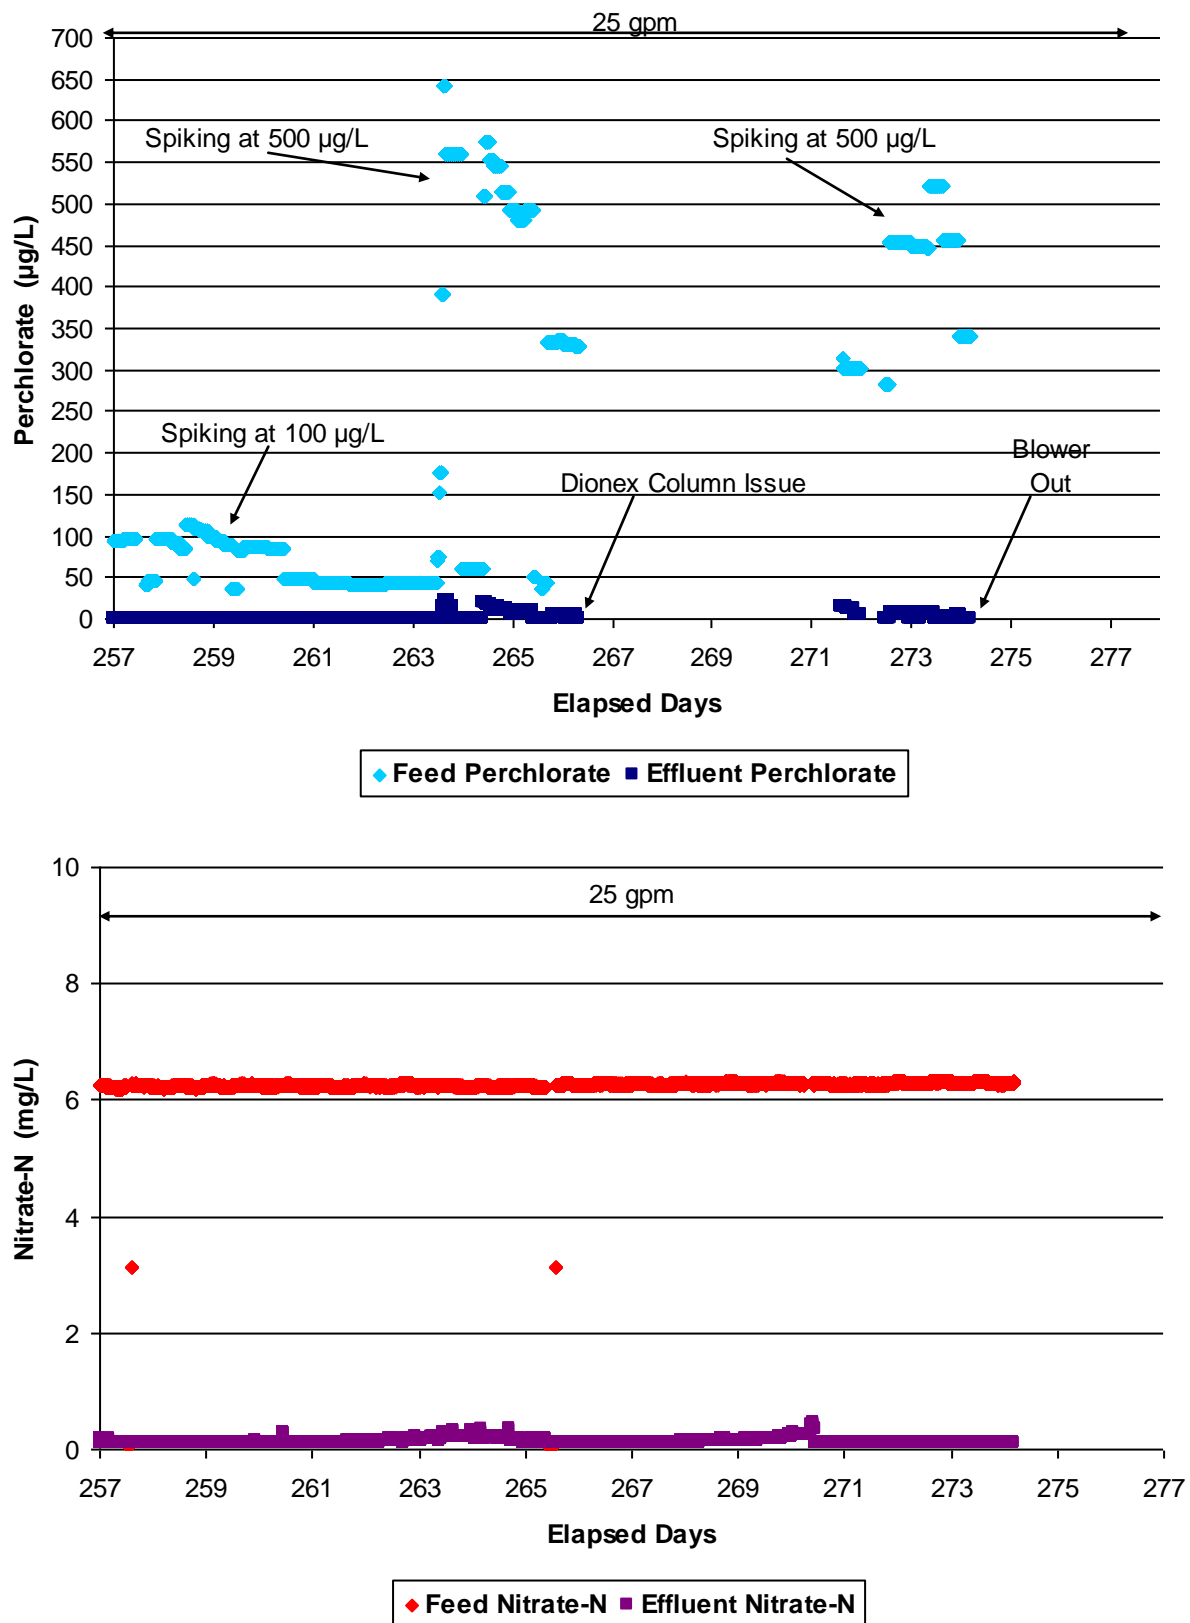 25 gpm
700
650
600
550
500
450
400
350
300
250
200
150
100
50
0
Perchlorate (µg/L)
Spiking at 500 µg/L
Spiking at 500 µg/L
Spiking at 100 µg/L
Dionex Column Issue
Blower
Out
257 259 261 263 265 267 269 271 273 275 277
Elapsed Days
Feed Perchlorate Effluent Perchlorate
10
8
6
4
2
0
25 gpm
Nitrate-N (mg/L)
257 259 261 263 265 267 269 271 273 275 277
Elapsed Days
Feed Nitrate-N Effluent Nitrate-N